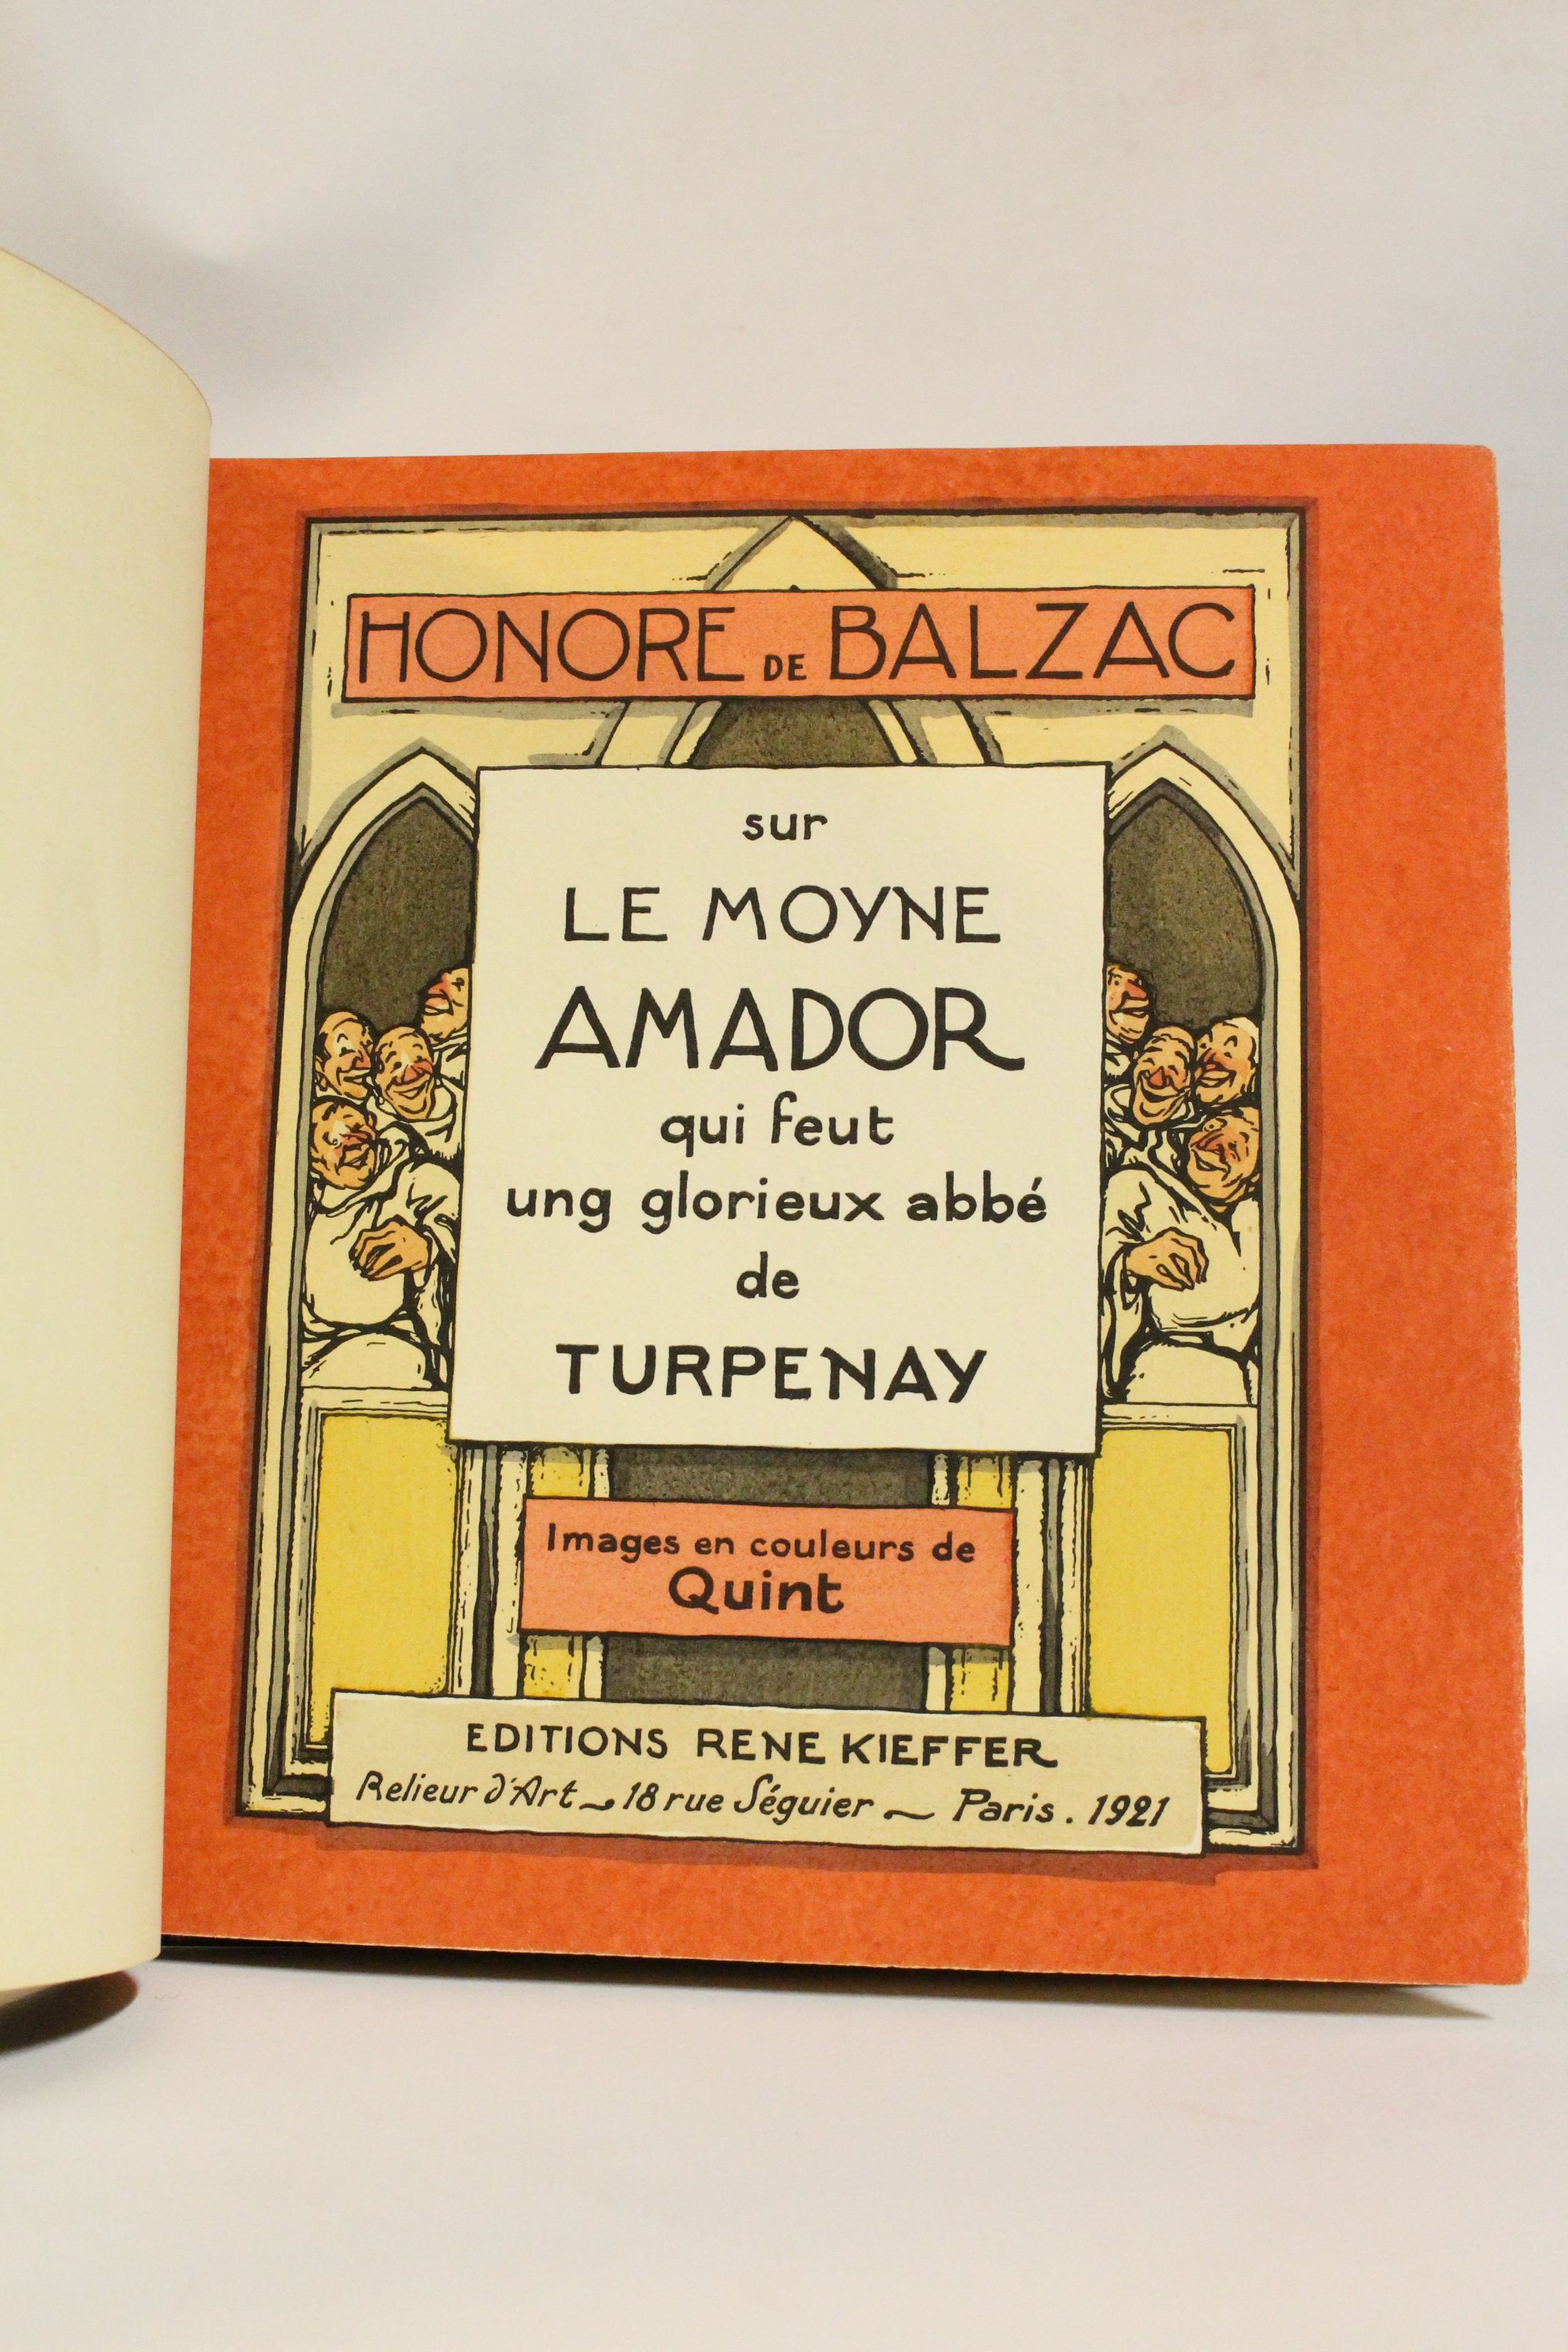 HONORE DE BALZAC
sur
LE MOYNE
AMADOR
qui feut
ung glorieux abbé
de
TURPENAY
Images en couleurs de
Quint
EDITIONS RENE KIEFFER
Relieur d'Art ~ 18 rue Séguier ~ Paris . 1921